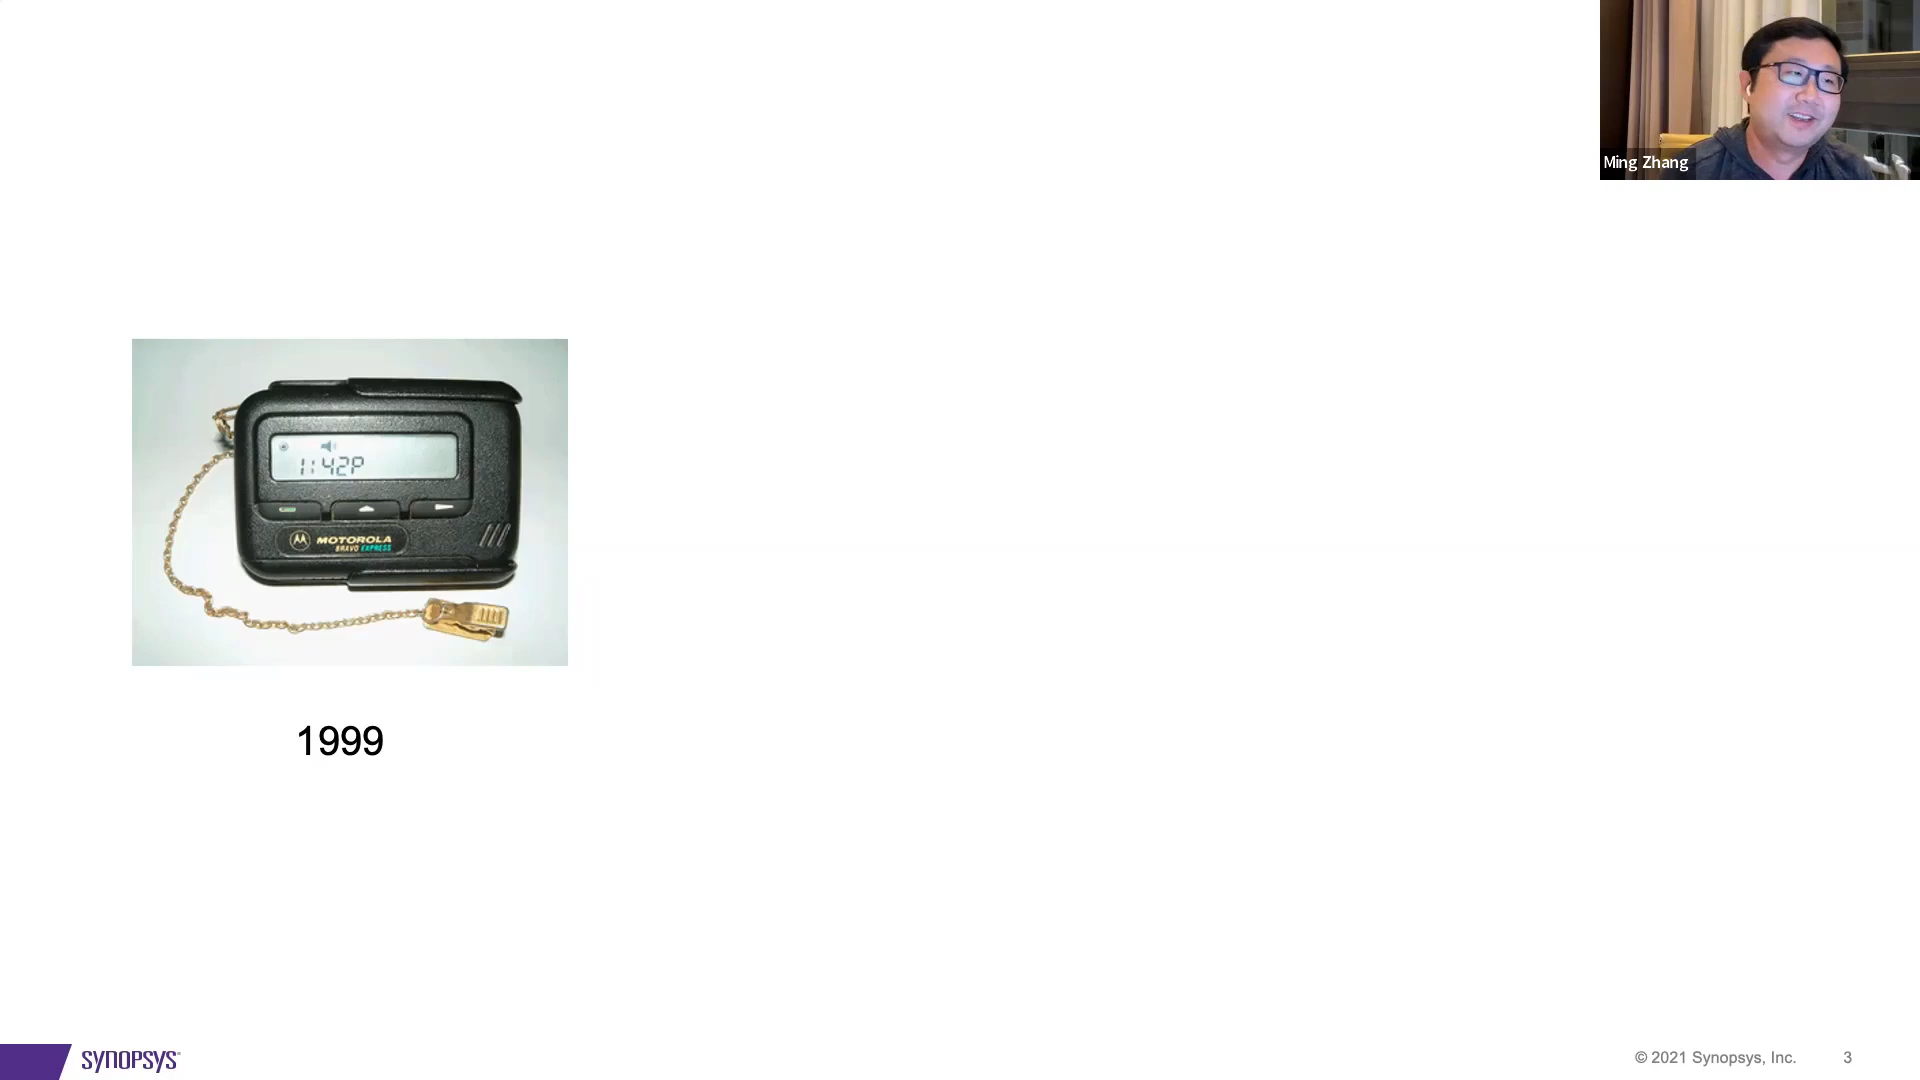 Ming Zhang
1:42P
MOTOROLA
BRAVO EXPRESS
1999
SYNOPSYS®
© 2021 Synopsys, Inc.
3